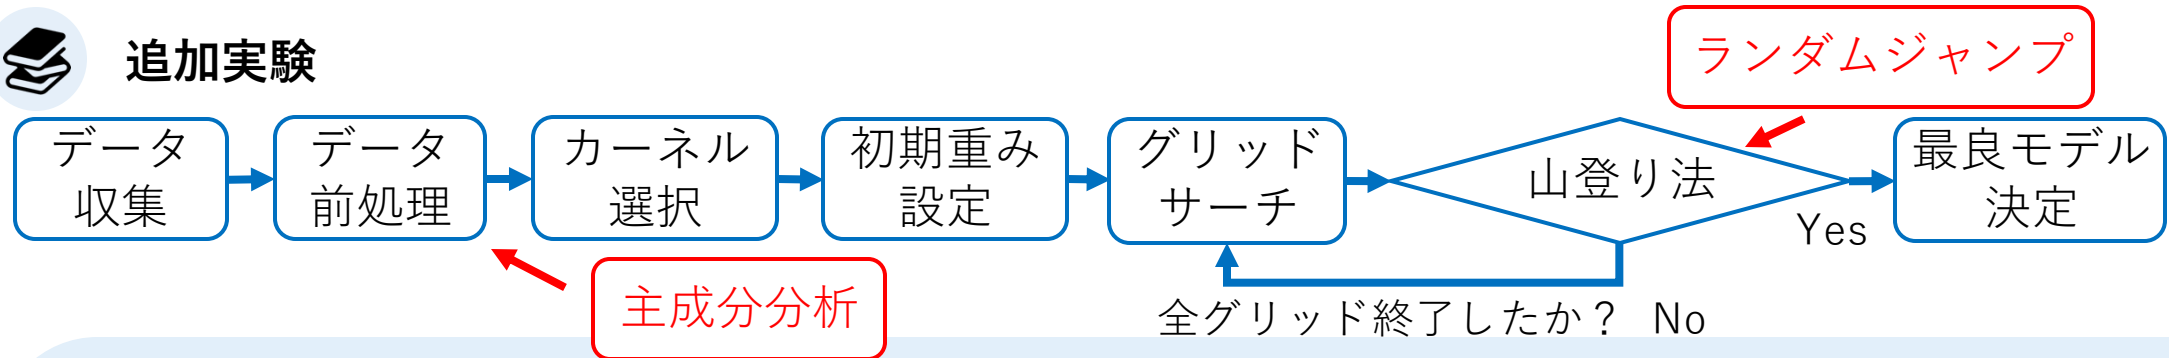 追加実験
ランダムジャンプ
データ
収集
データ
前処理
カーネル
選択
初期重み
設定
グリッド
サーチ
山登り法
最良モデル
決定
Yes
主成分分析
全グリッド終了したか？ No